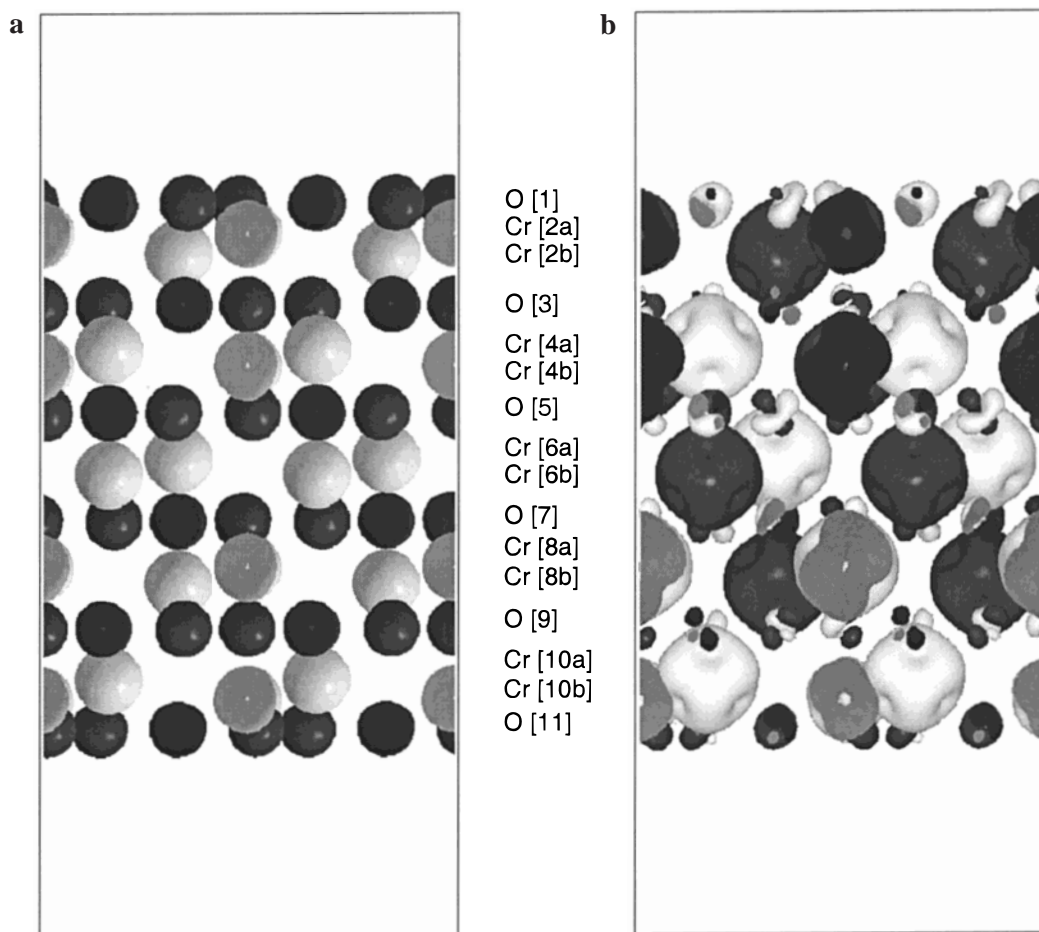 a
b
O [1]
Cr [2a]
Cr [2b]
O [3]
Cr [4a]
Cr [4b]
O [5]
Cr [6a]
Cr [6b]
O [7]
Cr [8a]
Cr [8b]
O [9]
Cr [10a]
Cr [10b]
O [11]